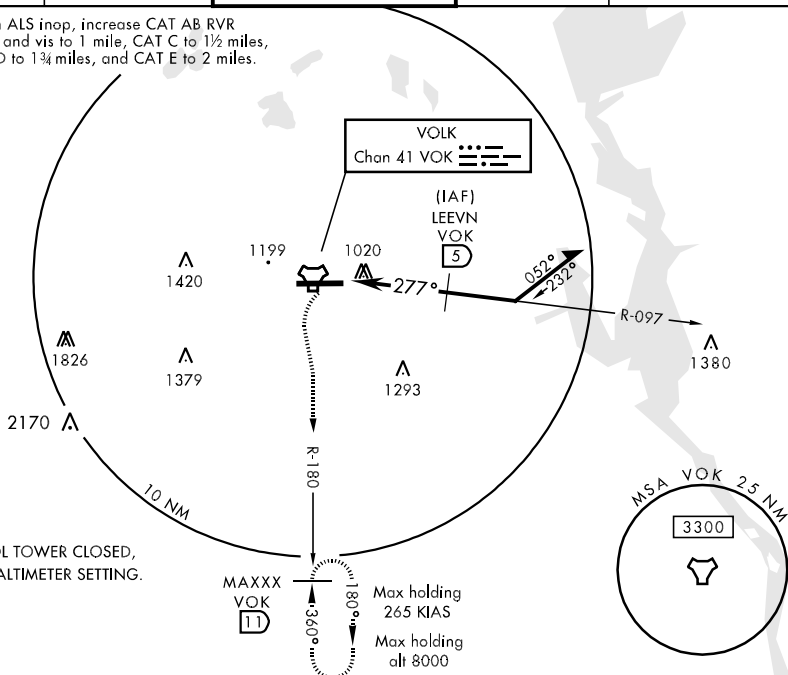 ALS inop, increase CAT AB RVR
and vis to 1 mile, CAT C to 1½ miles,
to 1¾ miles, and CAT E to 2 miles.
VOLK
Chan 41 VOK
(IAF)
LEEVN
VOK
5
1199
1020
1420
277°
052°
232°
R-097
1826
1379
1293
1380
2170
R-180
10 NM
MSA VOK 25 NM
3300
TOWER CLOSED,
ALTIMETER SETTING.
MAXXX
VOK
11
360°
180°
Max holding
265 KIAS
Max holding
alt 8000